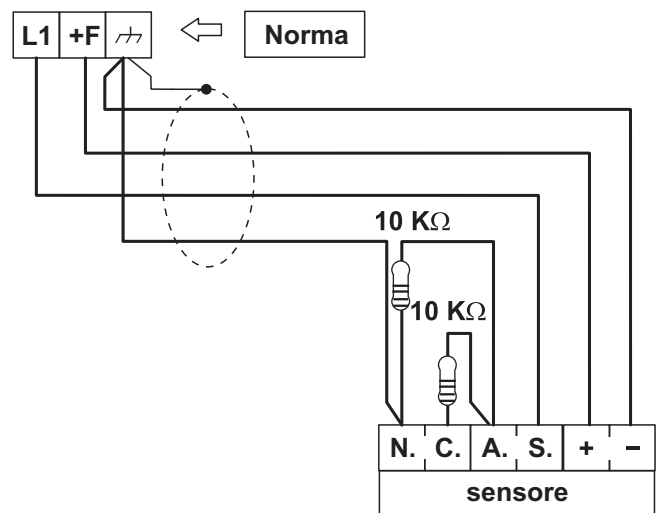 L1 +F
Norma
10 KΩ
10 KΩ
N. C. A. S. + −
sensore